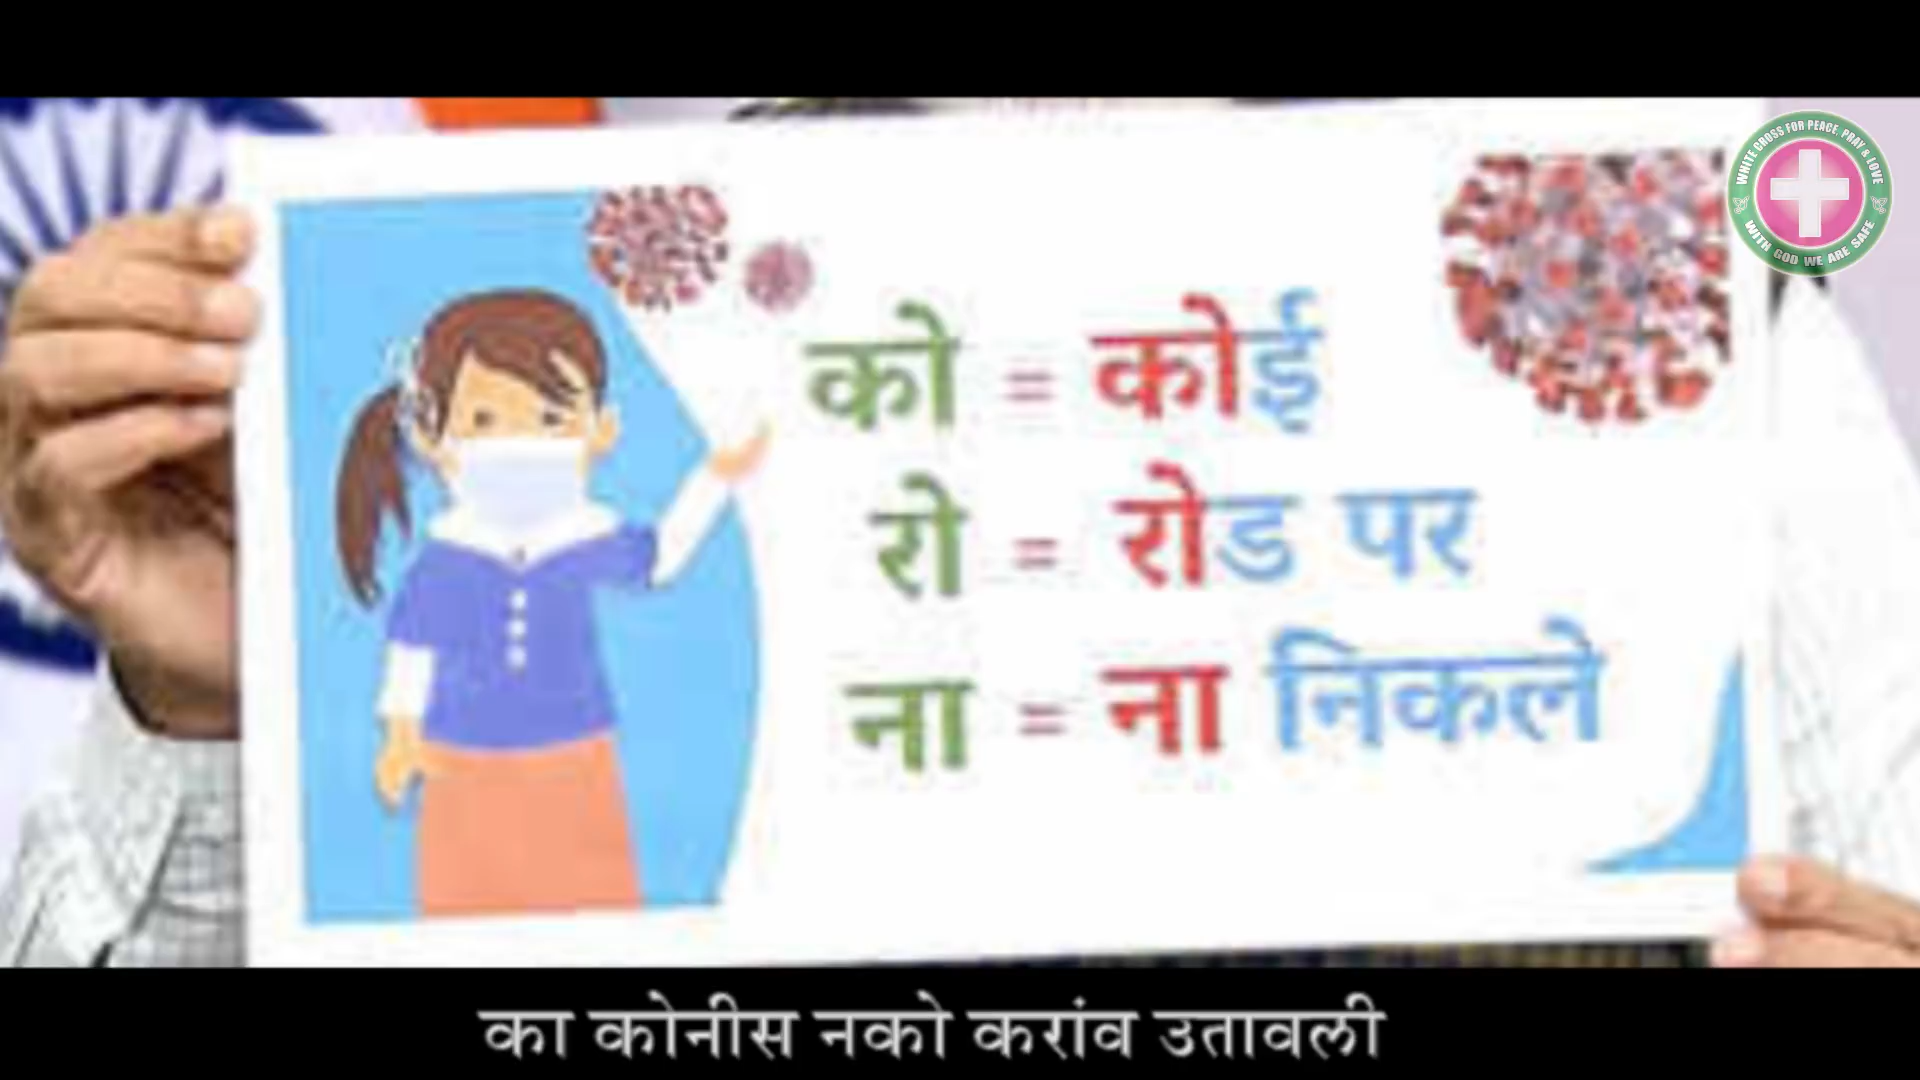 WHITE CROSS FOR PEACE, PRAY & LOVE
WITH GOD WE ARE SAFE
को = कोई
रो = रोड पर
ना = ना निकले
का कोनीस नको करांव उतावली